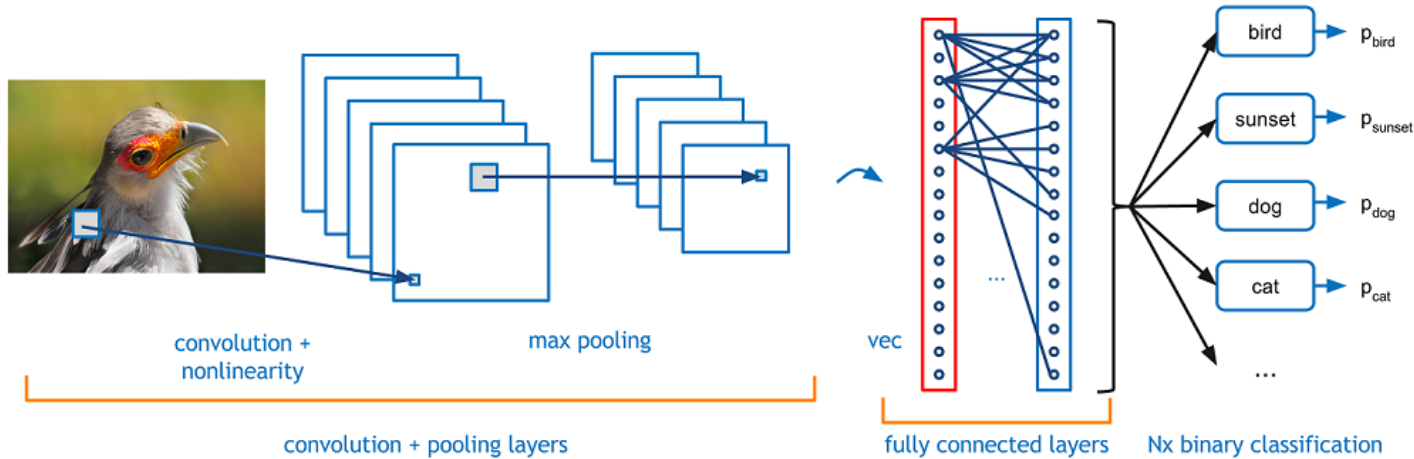 bird
p_bird
sunset
p_sunset
dog
p_dog
...
cat
p_cat
convolution +
nonlinearity
max pooling
vec
...
convolution + pooling layers
fully connected layers
Nx binary classification